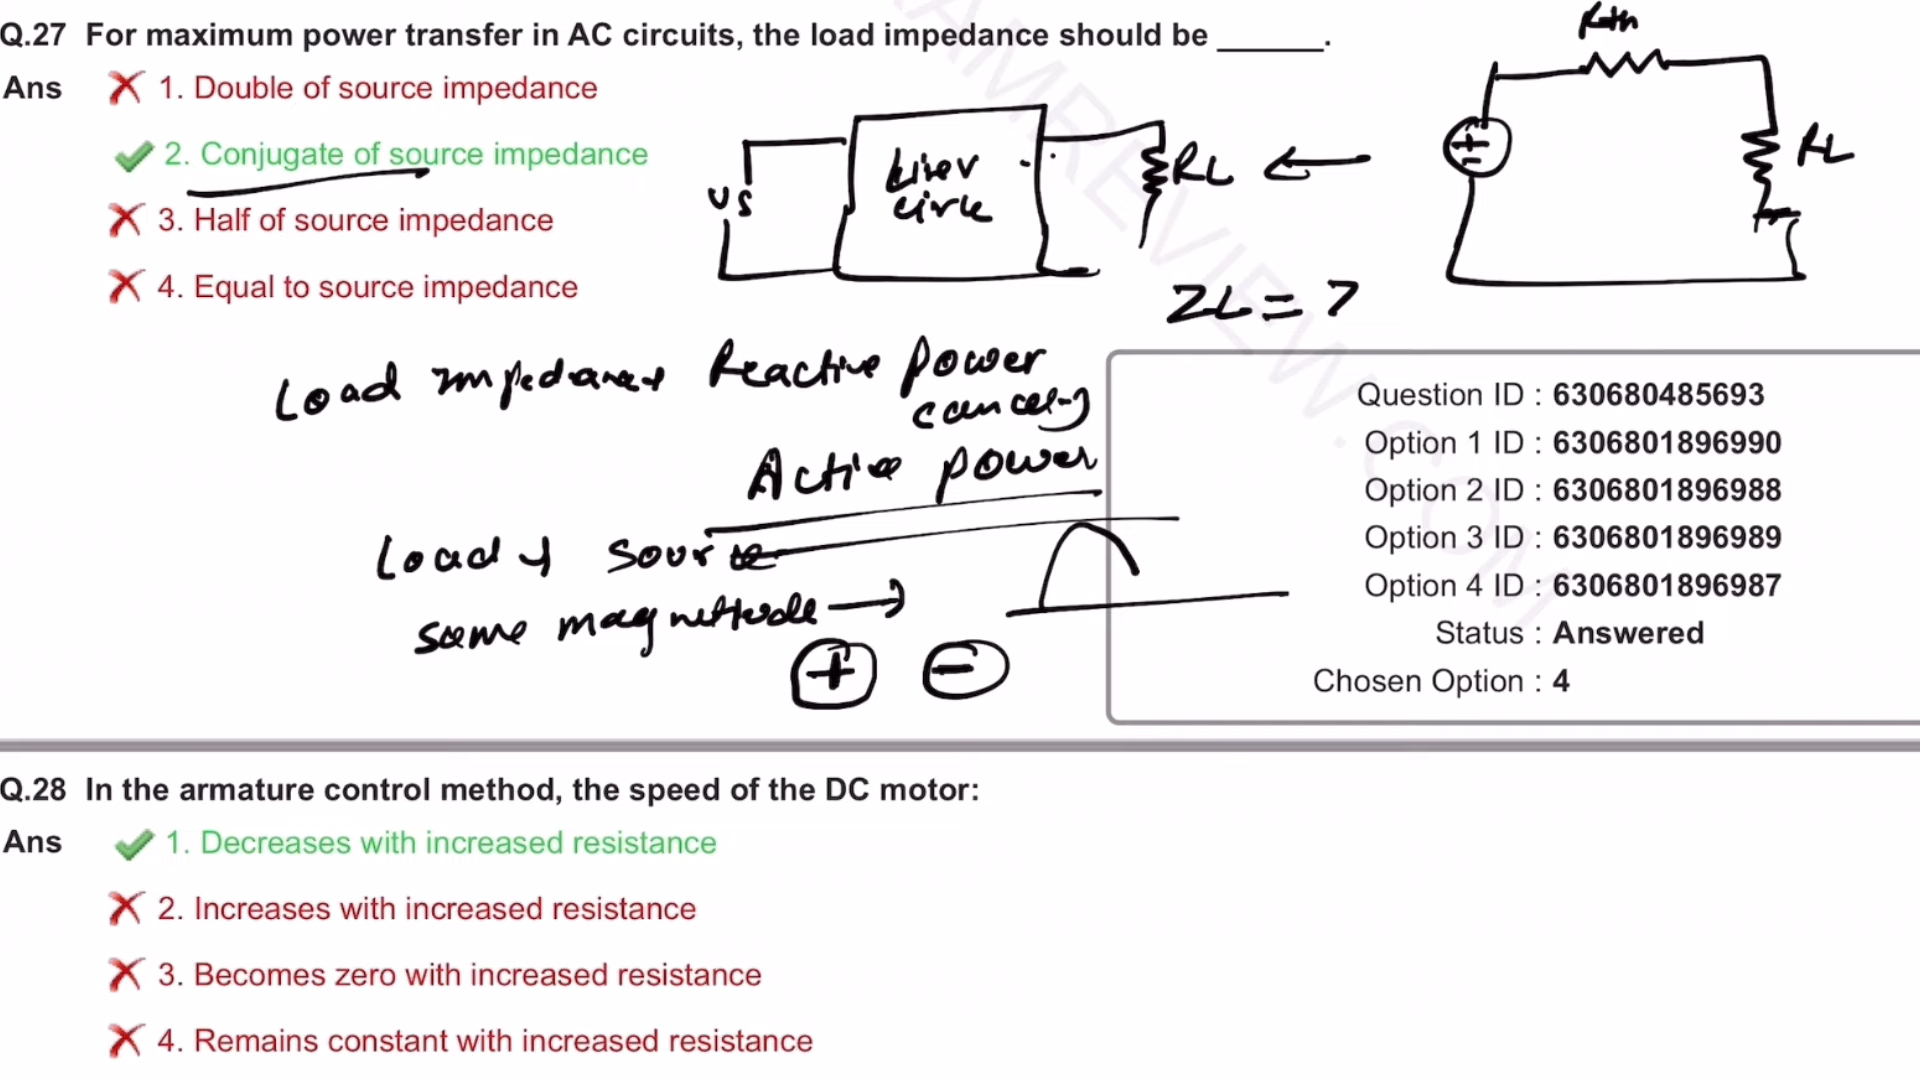 Q.27 For maximum power transfer in AC circuits, the load impedance should be ______.
Ans 1. Double of source impedance
2. Conjugate of source impedance
3. Half of source impedance
4. Equal to source impedance
Rth
RL
VS
RL
ZL = ?
Load Reactive power
Active power
Load & source
same
+ -
Question ID : 630680485693
Option 1 ID : 6306801896990
Option 2 ID : 6306801896988
Option 3 ID : 6306801896989
Option 4 ID : 6306801896987
Status : Answered
Chosen Option : 4
Q.28 In the armature control method, the speed of the DC motor:
Ans 1. Decreases with increased resistance
2. Increases with increased resistance
3. Becomes zero with increased resistance
4. Remains constant with increased resistance